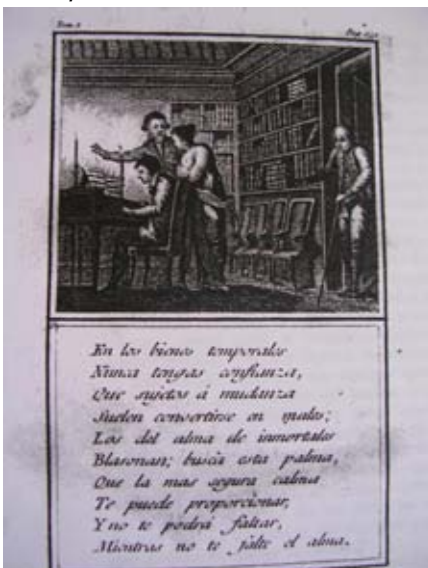 Tom. 
Pag.
En los bienes temporales
Nunca tengas confianza,
Que sujetos á mudanza
Suelen convertirse en males;
Los del alma de inmortales
Blasonan; busca esta palma,
Que la mas segura calma
Te puede proporcionar,
Y no te podrá faltar,
Mientras no te falte el alma.